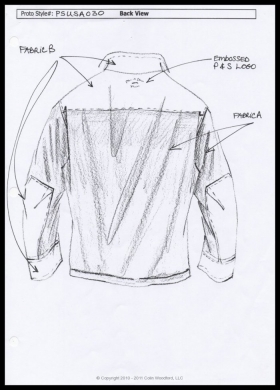 Proto Style#: PSUSA030 Back View
FABRIC B
EMBOSSED
P & S LOGO
FABRIC A
© Copyright 2010 - 2011 Colin Woodford, LLC